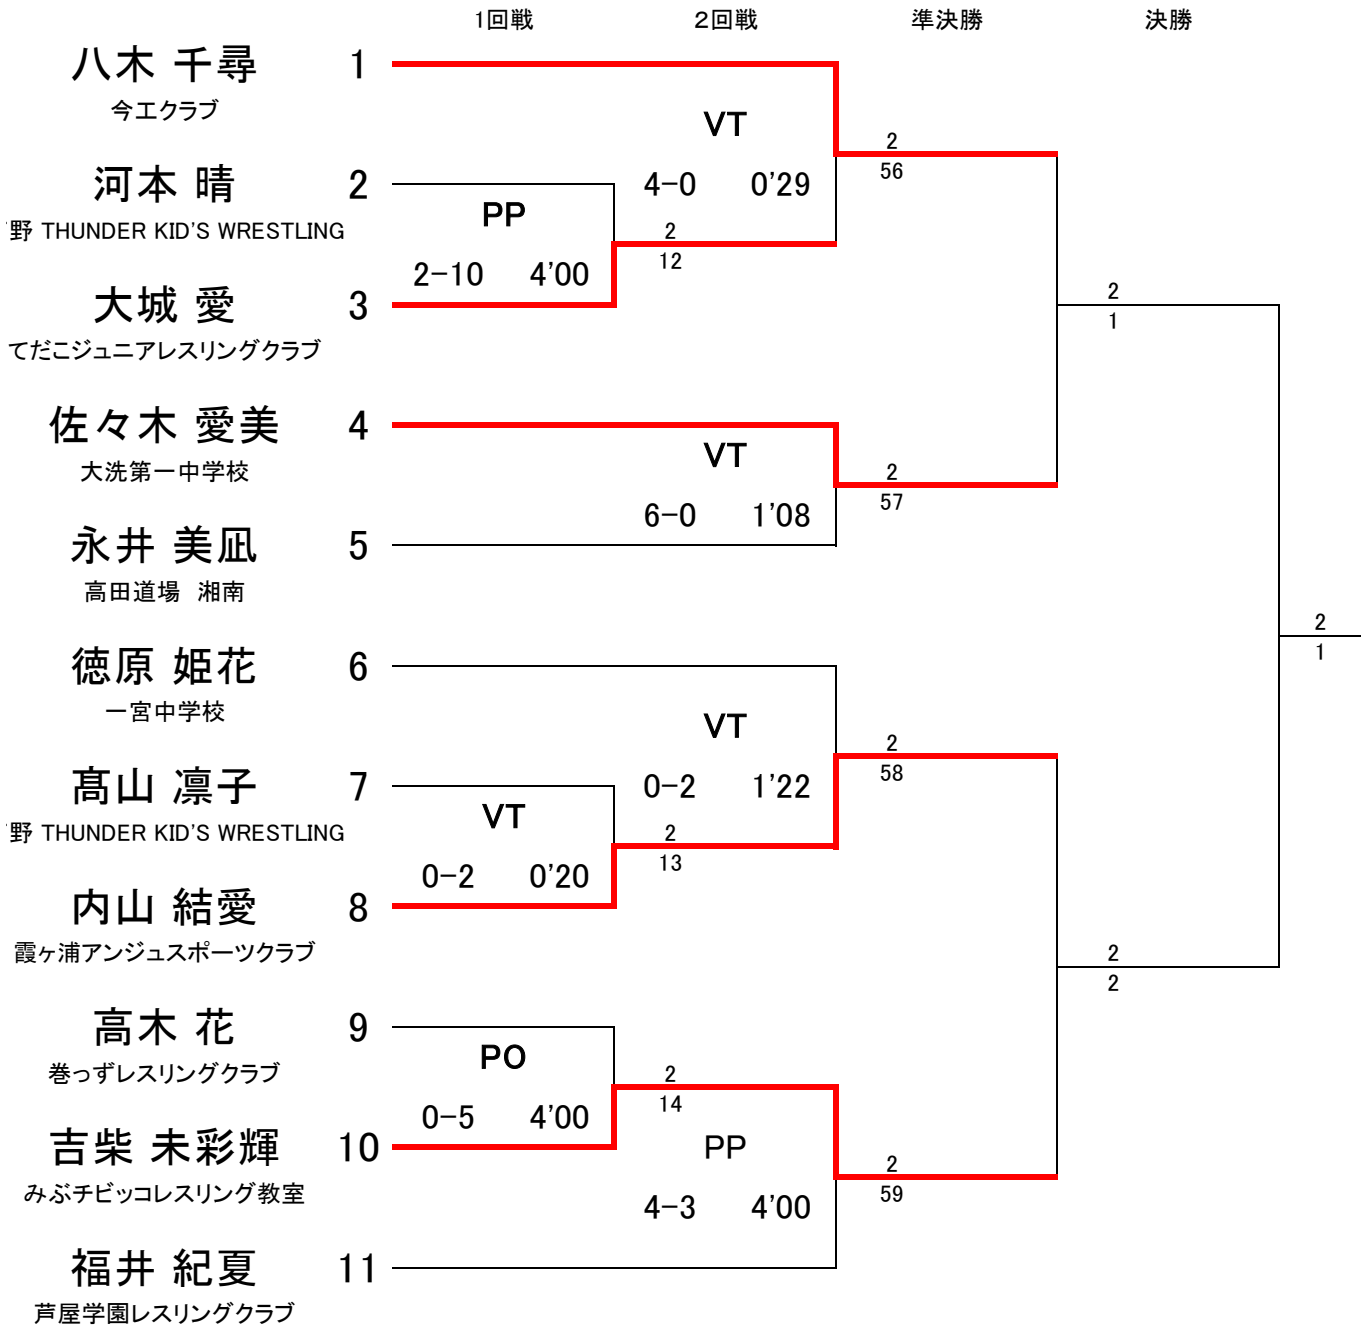 1回戦 2回戦 準決勝 決勝
八木 千尋 1
今工クラブ
VT
2
56
4-0 0'29
河本 晴 2
野 THUNDER KID'S WRESTLING
PP
2
12
2-10 4'00
大城 愛 3
てだこジュニアレスリングクラブ
2
1
佐々木 愛美 4
大洗第一中学校
VT
2
57
6-0 1'08
永井 美凪 5
高田道場 湘南
2
1
徳原 姫花 6
一宮中学校
VT
2
58
0-2 1'22
髙山 凛子 7
野 THUNDER KID'S WRESTLING
VT
2
13
0-2 0'20
内山 結愛 8
霞ヶ浦アンジュスポーツクラブ
2
2
高木 花 9
巻っずレスリングクラブ
PO
2
14
0-5 4'00
吉柴 未彩輝 10
みぶチビッコレスリング教室
PP
2
59
4-3 4'00
福井 紀夏 11
芦屋学園レスリングクラブ